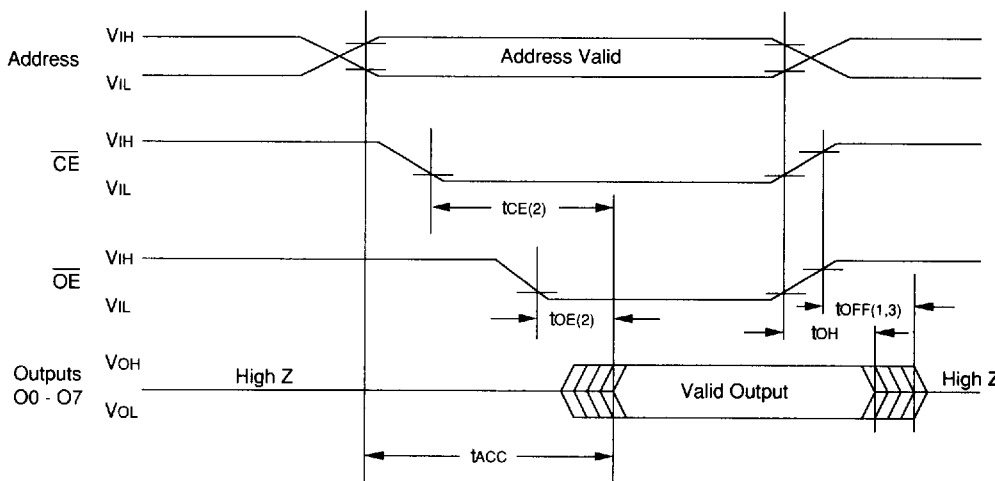 VIH
Address
Address Valid
VIL
VIH
CE
VIL
tCE(2)
VIH
OE
VIL
tOE(2)
tOFF(1,3)
tOH
VOH
Outputs
O0 - O7
High Z
Valid Output
High Z
VOL
tACC